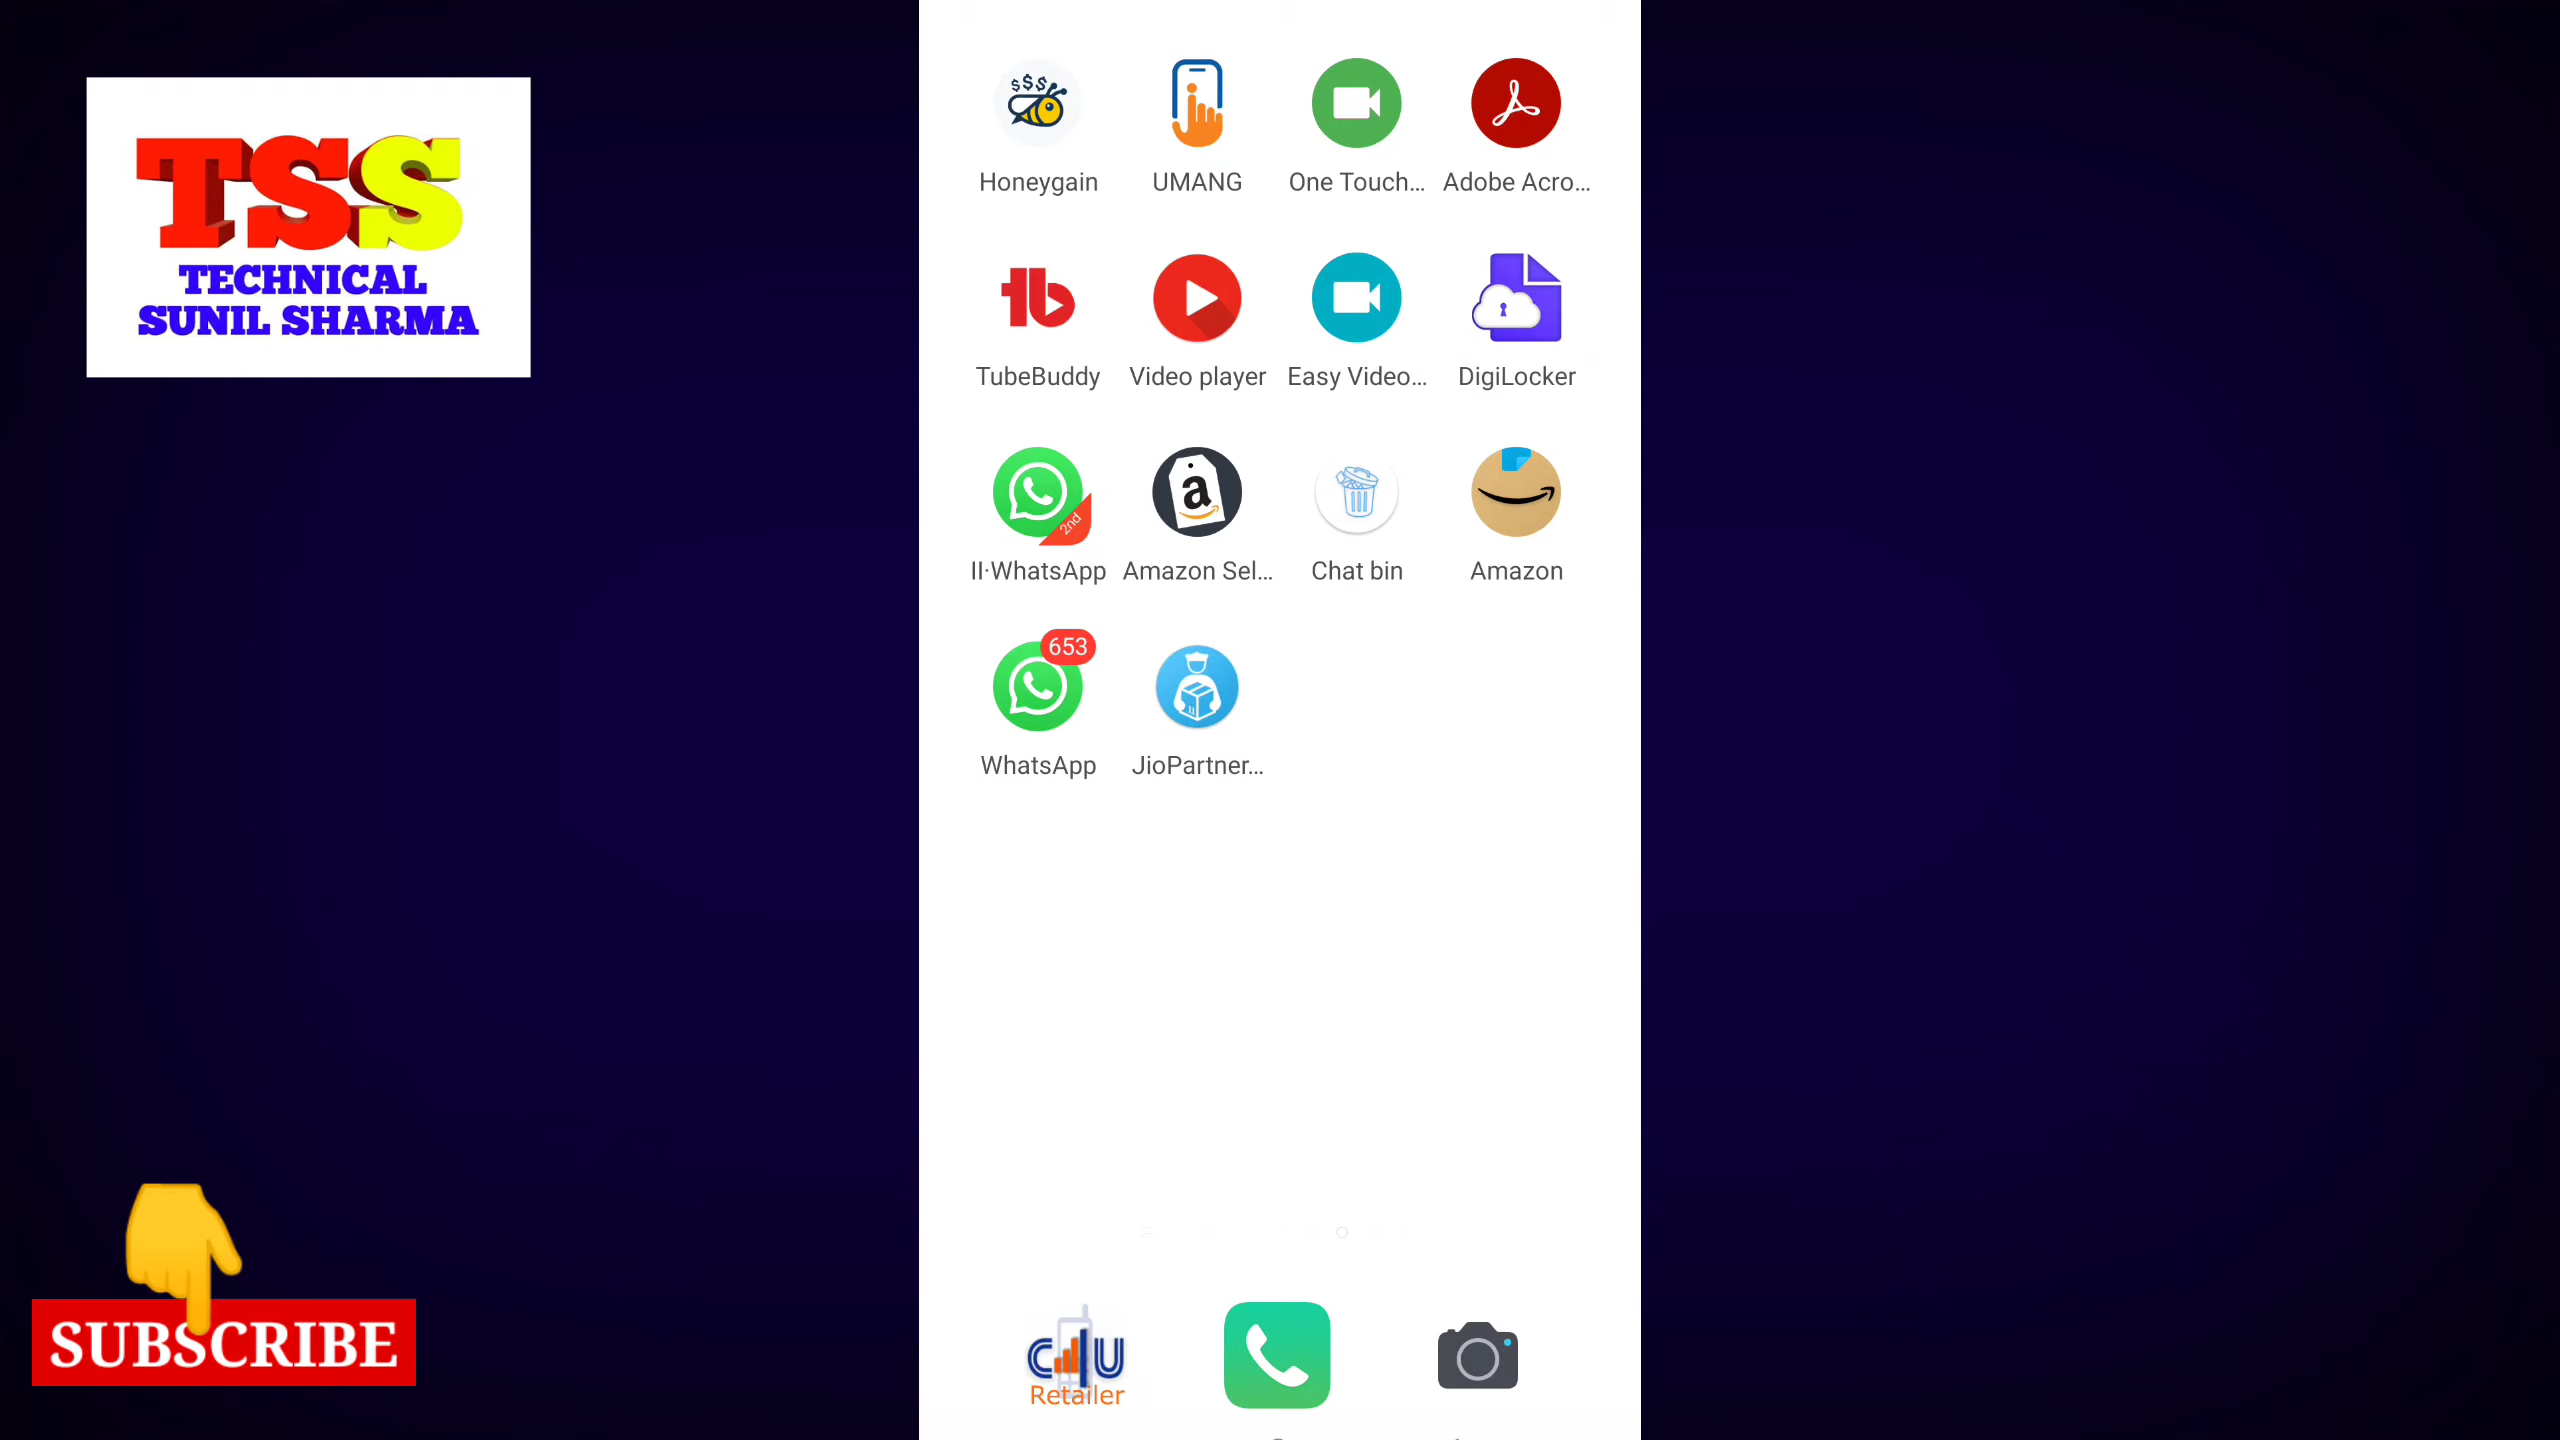 TSS
TECHNICAL
SUNIL SHARMA
$$$
Honeygain
UMANG
One Touch...
Adobe Acro...
TubeBuddy
Video player
Easy Video...
DigiLocker
2nd
a
II·WhatsApp
Amazon Sel...
Chat bin
Amazon
653
WhatsApp
JioPartner...
SUBSCRIBE
C4U
Retailer